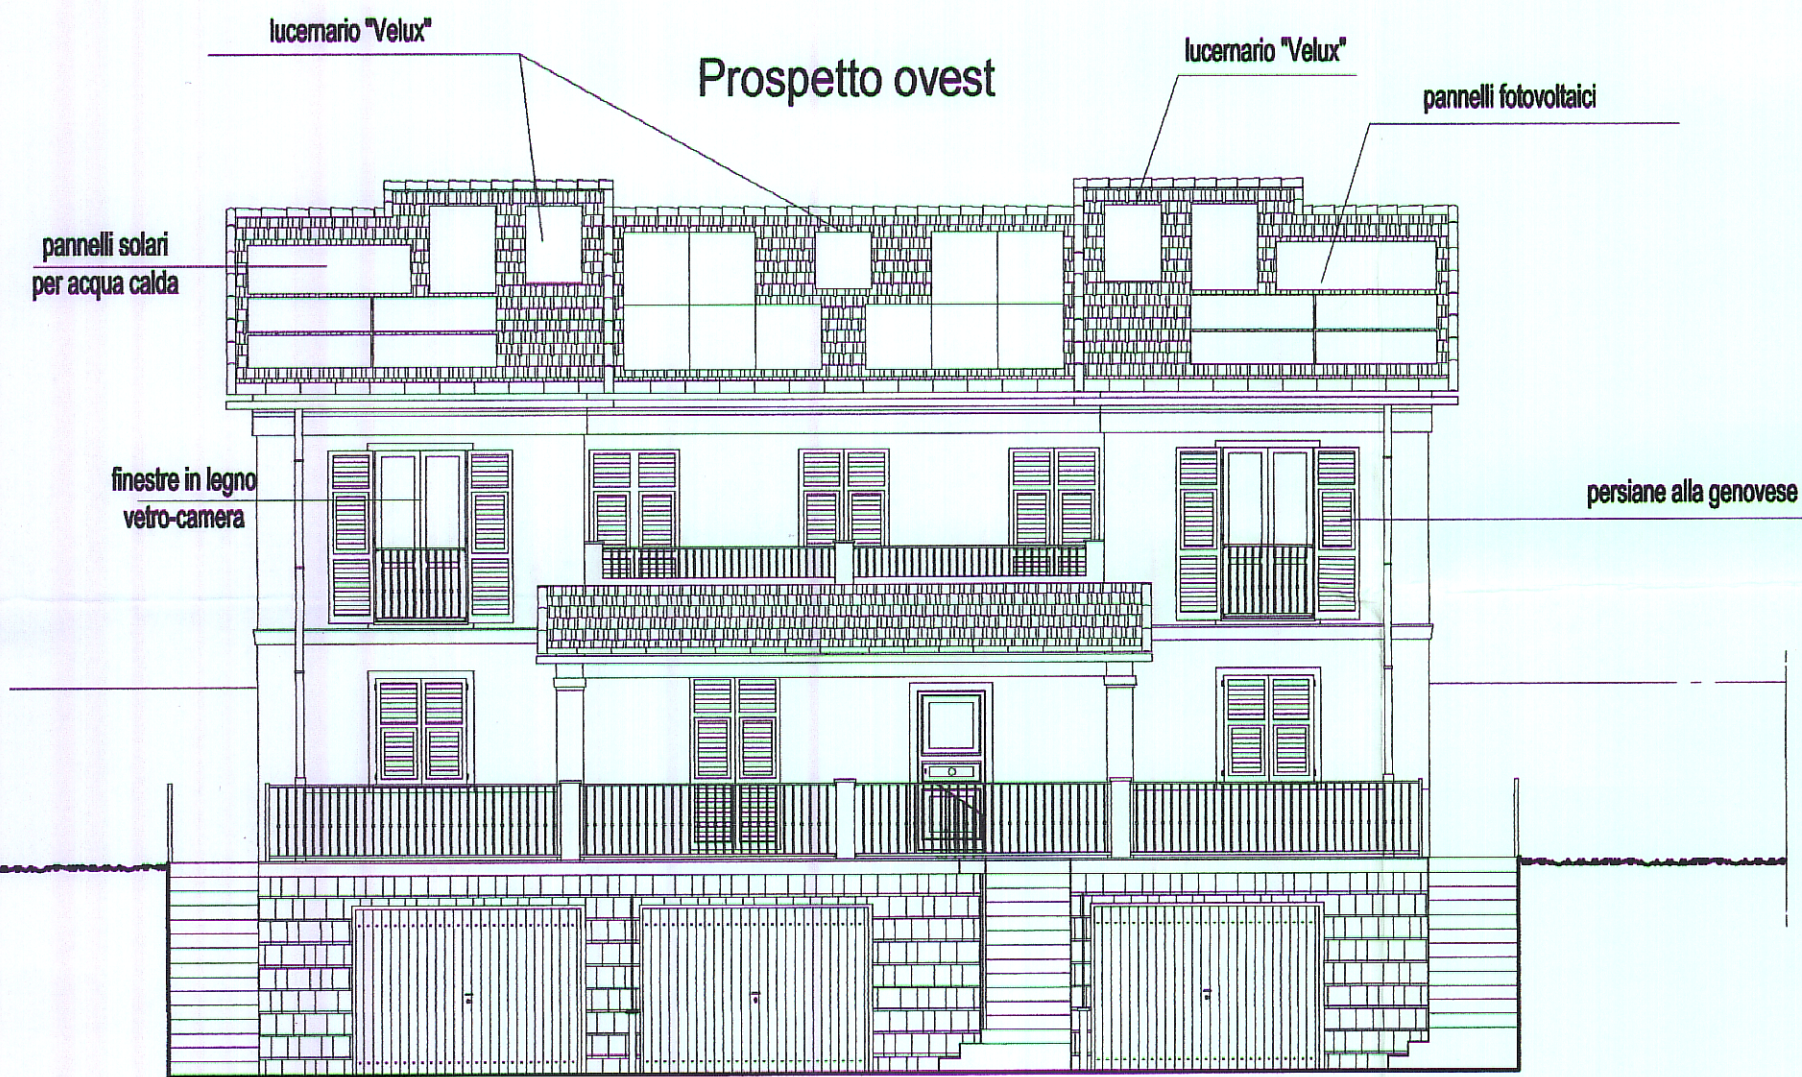 lucernario "Velux"
Prospetto ovest
lucernario "Velux"
pannelli fotovoltaici
pannelli solari
per acqua calda
finestre in legno
vetro-camera
persiane alla genovese